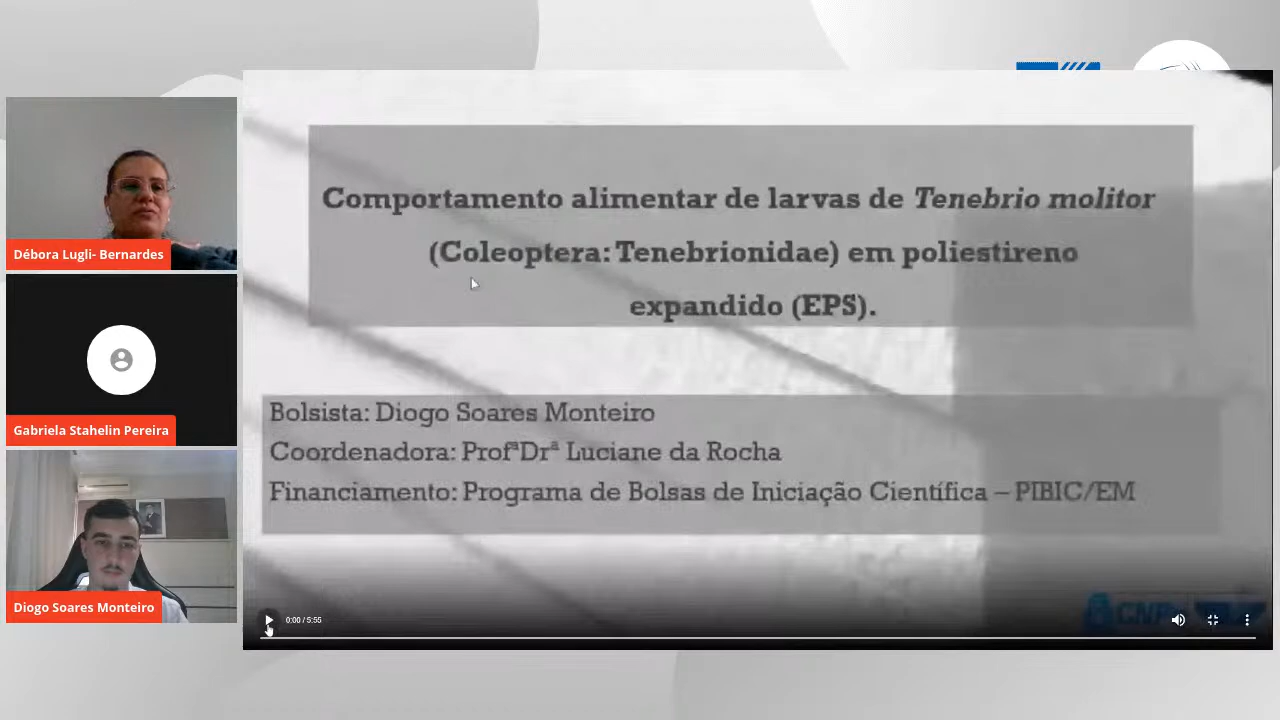 Comportamento alimentar de larvas de Tenebrio molitor
(Coleoptera: Tenebrionidae) em poliestireno
expandido (EPS).
Débora Lugli- Bernardes
Bolsista: Diogo Soares Monteiro
Gabriela Stahelin Pereira
Coordenadora: ProfªDrª Luciane da Rocha
Financiamento: Programa de Bolsas de Iniciação Científica – PIBIC/EM
Diogo Soares Monteiro
CNPq
0:00 / 5:55